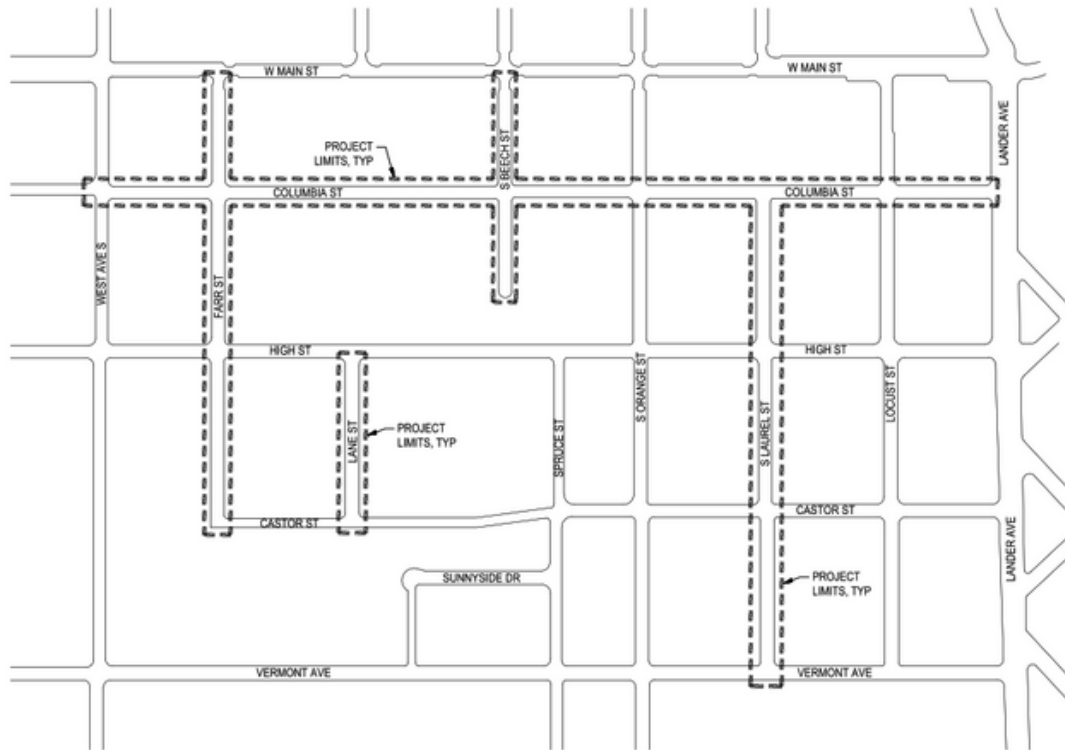 W MAIN ST
W MAIN ST
LANDER AVE
S BEECH ST
PROJECT
LIMITS, TYP
COLUMBIA ST
COLUMBIA ST
WEST AVE S
FARR ST
HIGH ST
HIGH ST
S ORANGE ST
LOCUST ST
S LAUREL ST
LANE ST
PROJECT
LIMITS, TYP
SPRUCE ST
CASTOR ST
CASTOR ST
LANDER AVE
SUNNYSIDE DR
PROJECT
LIMITS, TYP
VERMONT AVE
VERMONT AVE